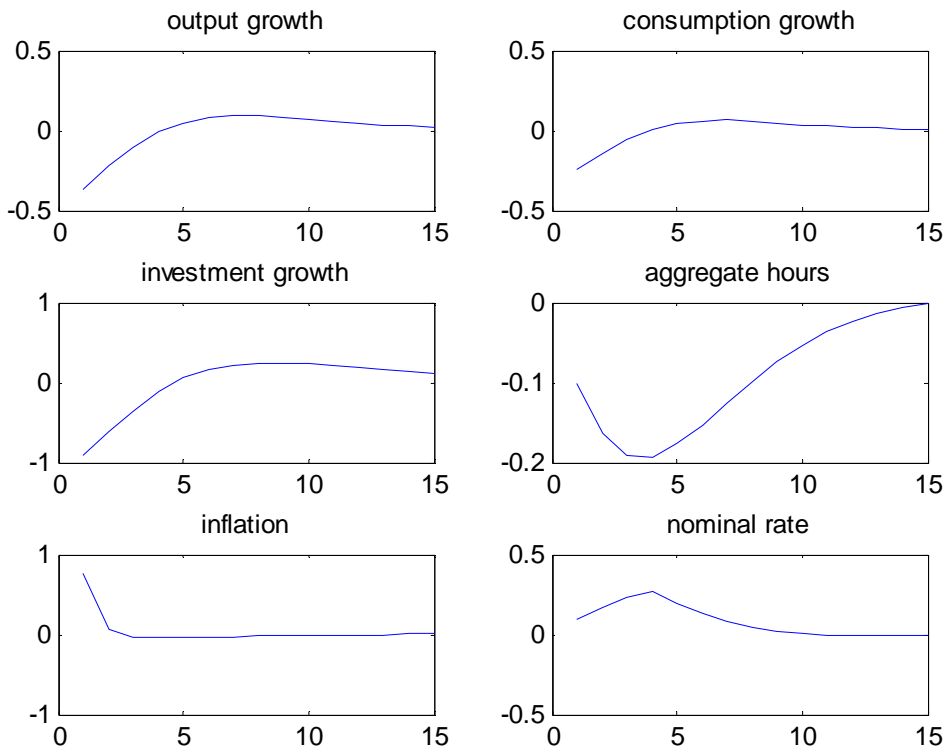 output growth
0.5
0
-0.5
0 5 10 15
consumption growth
0.5
0
-0.5
0 5 10 15
investment growth
1
0
-1
0 5 10 15
aggregate hours
0
-0.1
-0.2
0 5 10 15
inflation
1
0
-1
0 5 10 15
nominal rate
0.5
0
-0.5
0 5 10 15